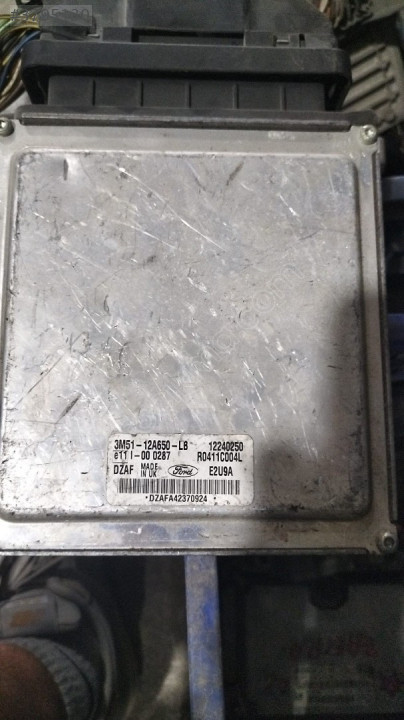 3M51-12A650-LB 12240250
e11 I-00 0287 R0411C004L
DZAF MADE IN UK Ford E2U9A
*DZAFA42370924*